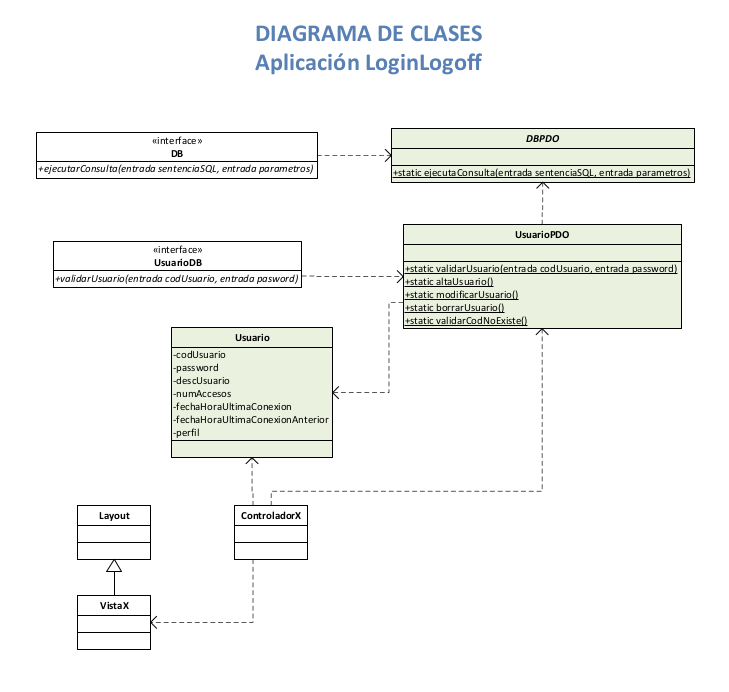 DIAGRAMA DE CLASES
Aplicación LoginLogoff
«interface»
DB
+ejecutarConsulta(entrada sentenciaSQL, entrada parametros)
DBPDO
+static ejecutaConsulta(entrada sentenciaSQL, entrada parametros)
«interface»
UsuarioDB
+validarUsuario(entrada codUsuario, entrada pasword)
UsuarioPDO
+static validarUsuario(entrada codUsuario, entrada password)
+static altaUsuario()
+static modificarUsuario()
+static borrarUsuario()
+static validarCodNoExiste()
Usuario
-codUsuario
-password
-descUsuario
-numAccesos
-fechaHoraUltimaConexion
-fechaHoraUltimaConexionAnterior
-perfil
Layout
ControladorX
VistaX